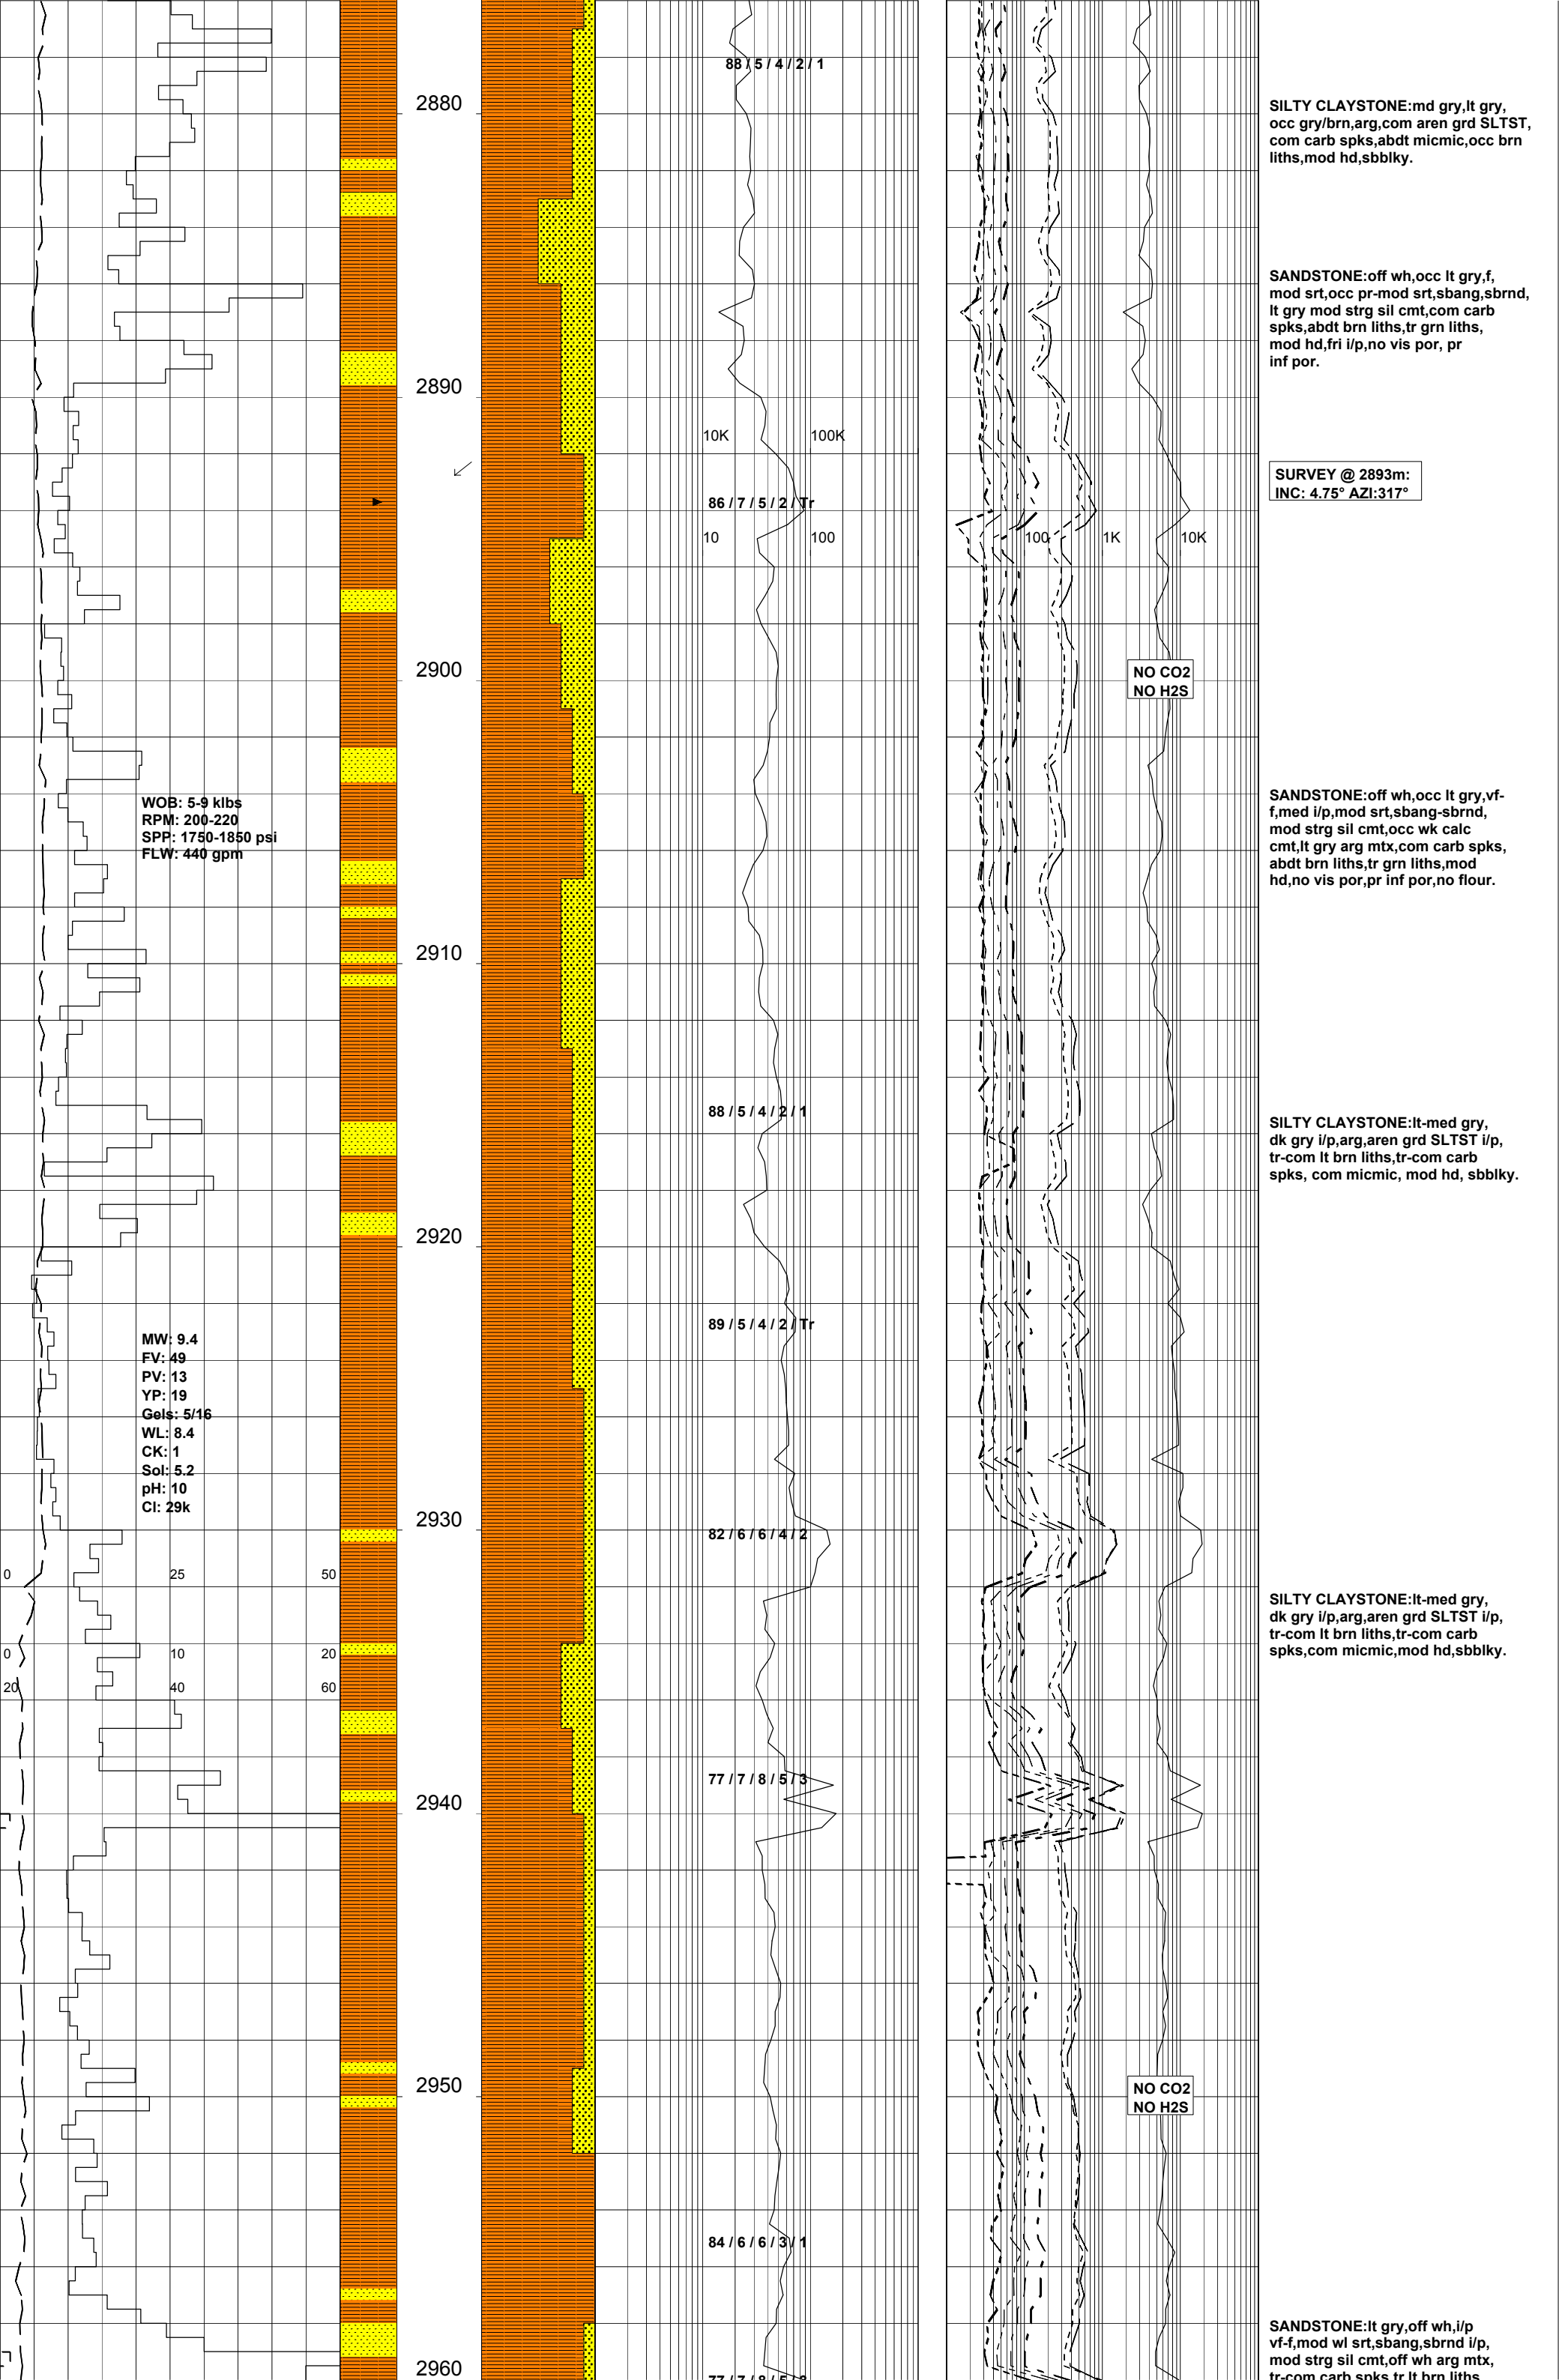 88 / 5 / 4 / 2 / 1
2880
SILTY CLAYSTONE:md gry,lt gry,
occ gry/brn,arg,com aren grd SLTST,
com carb spks,abdt micmic,occ brn
liths,mod hd,sbblky.
SANDSTONE:off wh,occ lt gry,f,
mod srt,occ pr-mod srt,sbang,sbrnd,
lt gry mod strg sil cmt,com carb
spks,abdt brn liths,tr grn liths,
mod hd,fri i/p,no vis por, pr
inf por.
2890
10K 100K
SURVEY @ 2893m:
INC: 4.75° AZI:317°
86 / 7 / 5 / 2 / Tr
10 100 100 1K 10K
2900
NO CO2
NO H2S
WOB: 5-9 klbs
RPM: 200-220
SPP: 1750-1850 psi
FLW: 440 gpm
SANDSTONE:off wh,occ lt gry,vf-
f,med i/p,mod srt,sbang-sbrnd,
mod strg sil cmt,occ wk calc
cmt,lt gry arg mtx,com carb spks,
abdt brn liths,tr grn liths,mod
hd,no vis por,pr inf por,no flour.
2910
88 / 5 / 4 / 2 / 1
SILTY CLAYSTONE:lt-med gry,
dk gry i/p,arg,aren grd SLTST i/p,
tr-com lt brn liths,tr-com carb
spks, com micmic, mod hd, sbblky.
2920
89 / 5 / 4 / 2 / Tr
MW: 9.4
FV: 49
PV: 13
YP: 19
Gels: 5/16
WL: 8.4
CK: 1
Sol: 5.2
pH: 10
Cl: 29k
2930
82 / 6 / 6 / 4 / 2
0 25 50
SILTY CLAYSTONE:lt-med gry,
dk gry i/p,arg,aren grd SLTST i/p,
tr-com lt brn liths,tr-com carb
spks,com micmic,mod hd,sbblky.
0 10 20
20 40 60
77 / 7 / 8 / 5 / 3
2940
2950
NO CO2
NO H2S
84 / 6 / 6 / 3 / 1
SANDSTONE:lt gry,off wh,i/p
vf-f,mod wl srt,sbang,sbrnd i/p,
mod strg sil cmt,off wh arg mtx,
tr-com carb spks,tr lt brn liths
2960
77 / 7 / 8 / 5 / 3